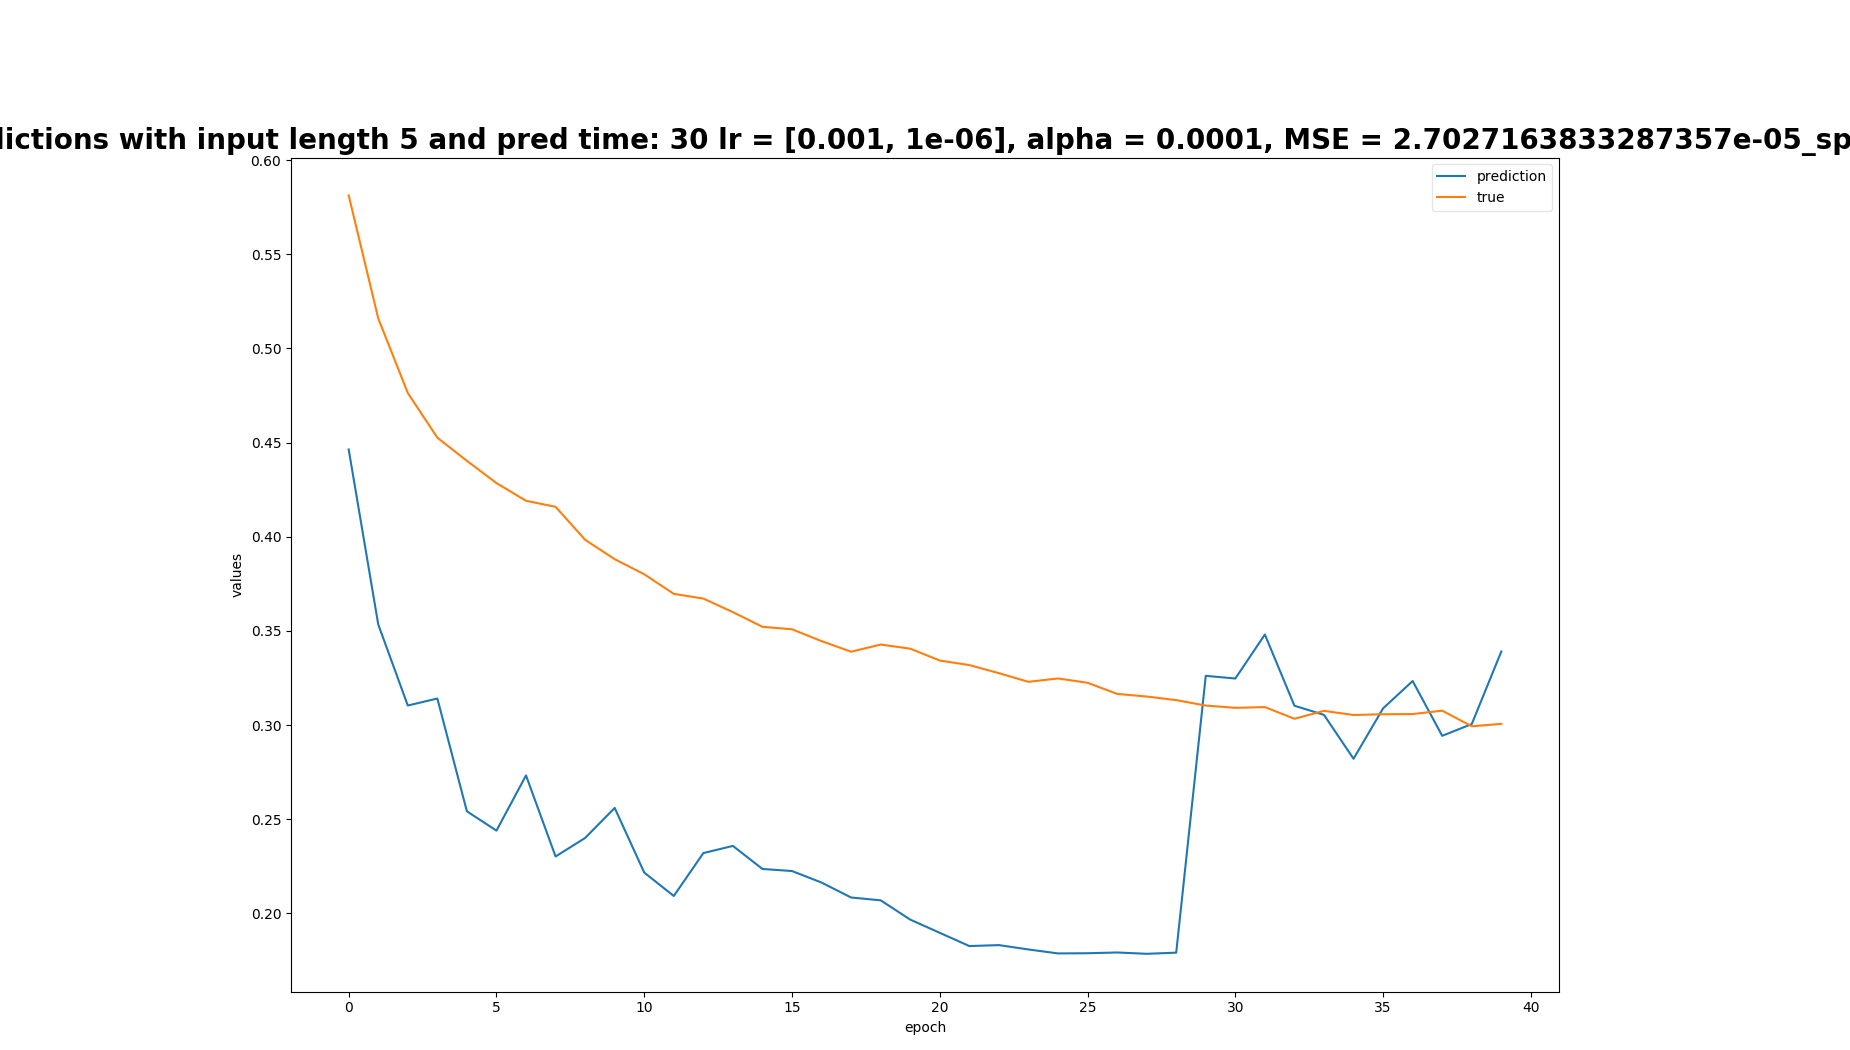 dictions with input length 5 and pred time: 30 lr = [0.001, 1e-06], alpha = 0.0001, MSE = 2.7027163833287357e-05_sp
0.60
prediction
true
0.55
0.50
0.45
0.40
values
0.35
0.30
0.25
0.20
0 5 10 15 20 25 30 35 40
epoch